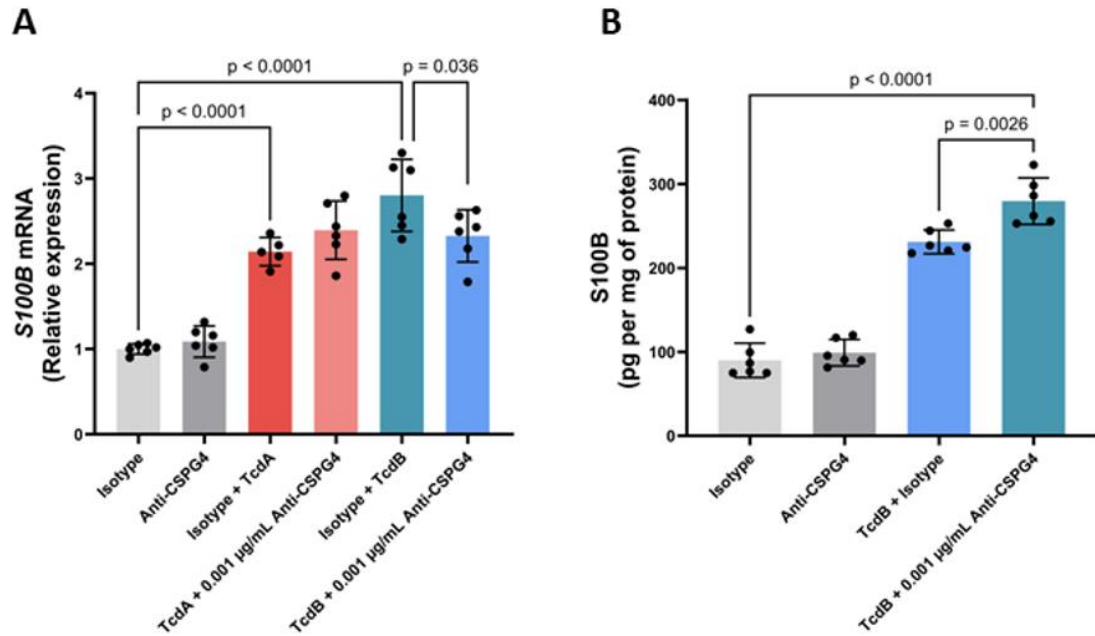 A
p < 0.0001
p = 0.036
p < 0.0001
4
3
2
1
0
S100B mRNA
(Relative expression)
Isotype
Anti-CSPG4
Isotype + TcdA
TcdA + 0.001 µg/mL Anti-CSPG4
Isotype + TcdB
TcdB + 0.001 µg/mL Anti-CSPG4
B
p < 0.0001
p = 0.0026
400
300
200
100
0
S100B
(pg per mg of protein)
Isotype
Anti-CSPG4
TcdB + Isotype
TcdB + 0.001 µg/mL Anti-CSPG4